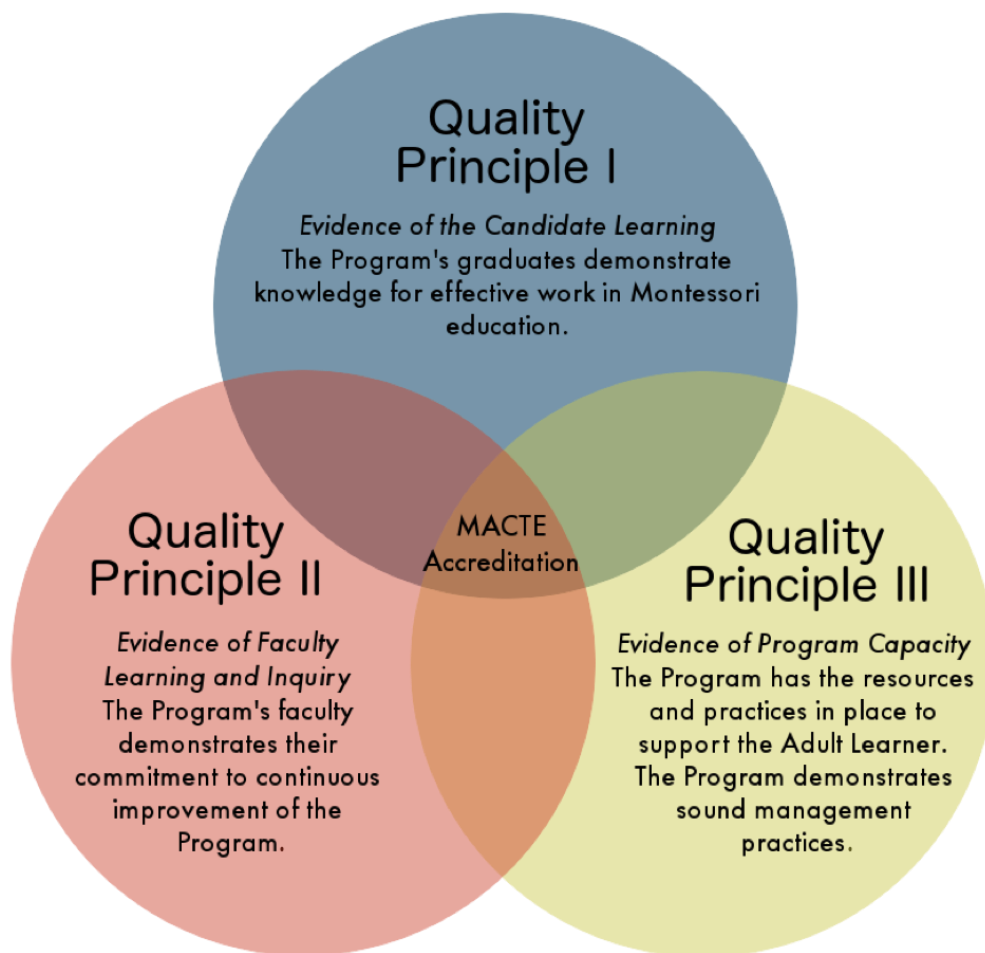 Quality
Principle I
Evidence of the Candidate Learning
The Program's graduates demonstrate
knowledge for effective work in Montessori
education.
Quality
Principle II
Evidence of Faculty
Learning and Inquiry
The Program's faculty
demonstrates their
commitment to continuous
improvement of the
Program.
MACTE
Accreditation
Quality
Principle III
Evidence of Program Capacity
The Program has the resources
and practices in place to
support the Adult Learner.
The Program demonstrates
sound management
practices.